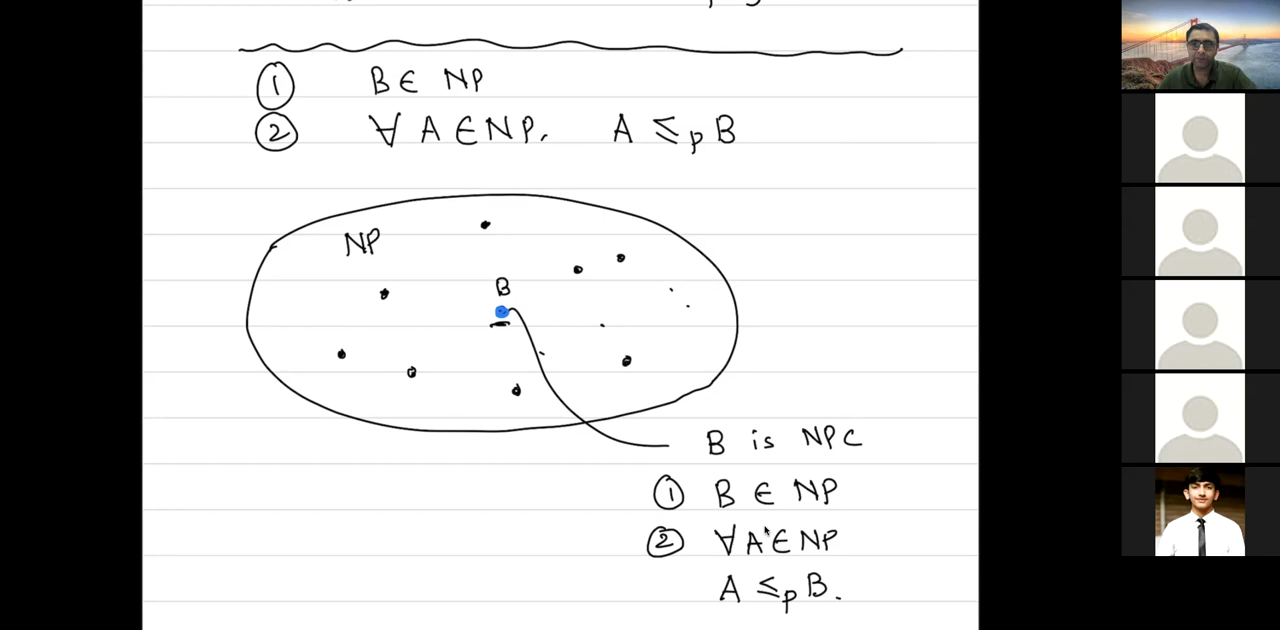 ① B ∈ NP
② ∀ A ∈ NP, A ≤p B
NP
B
B is NPC
① B ∈ NP
② ∀ A ∈ NP
A ≤p B.